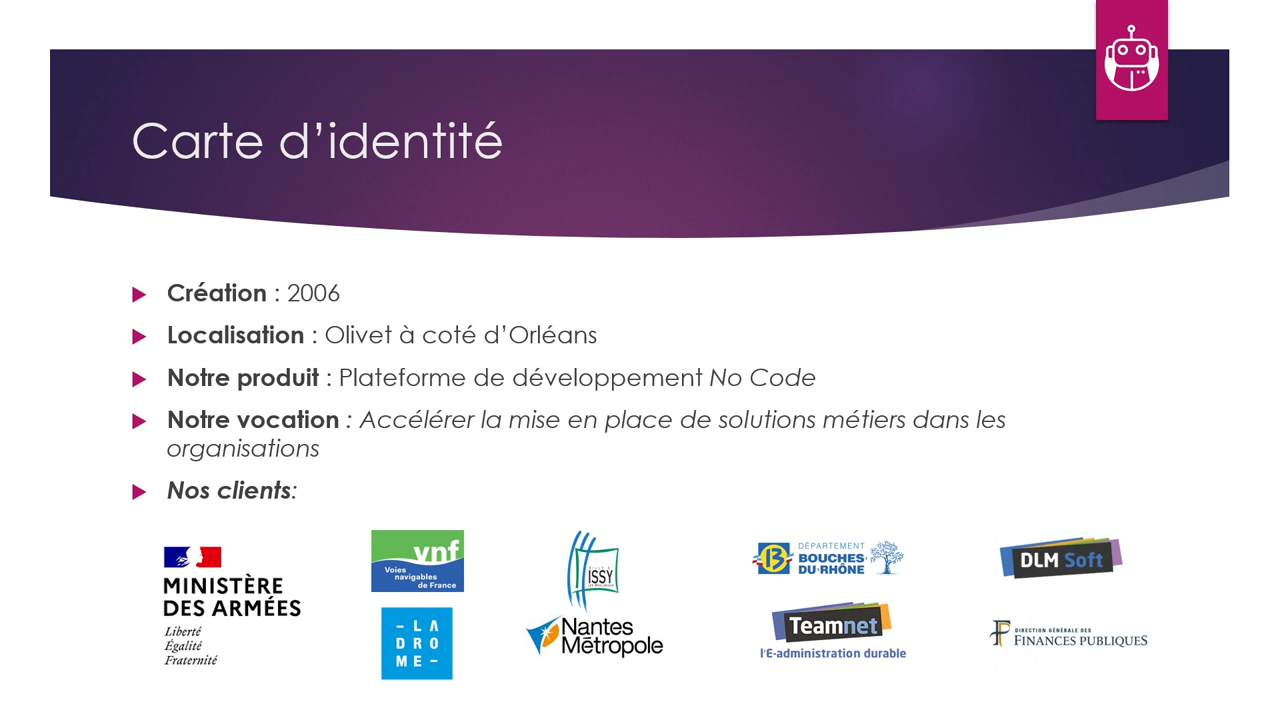 Carte d’identité
Création : 2006
Localisation : Olivet à coté d’Orléans
Notre produit : Plateforme de développement No Code
Notre vocation : Accélérer la mise en place de solutions métiers dans les
organisations
Nos clients:
MINISTÈRE
DES ARMÉES
Liberté
Égalité
Fraternité
vnf
Voies
navigables
de France
– LA
DRO
ME –
ISSY
Nantes
Métropole
13
DÉPARTEMENT
BOUCHES
DU·RHÔNE
Teamnet
l'E-administration durable
DLM Soft
DIRECTION GÉNÉRALE DES
FINANCES PUBLIQUES